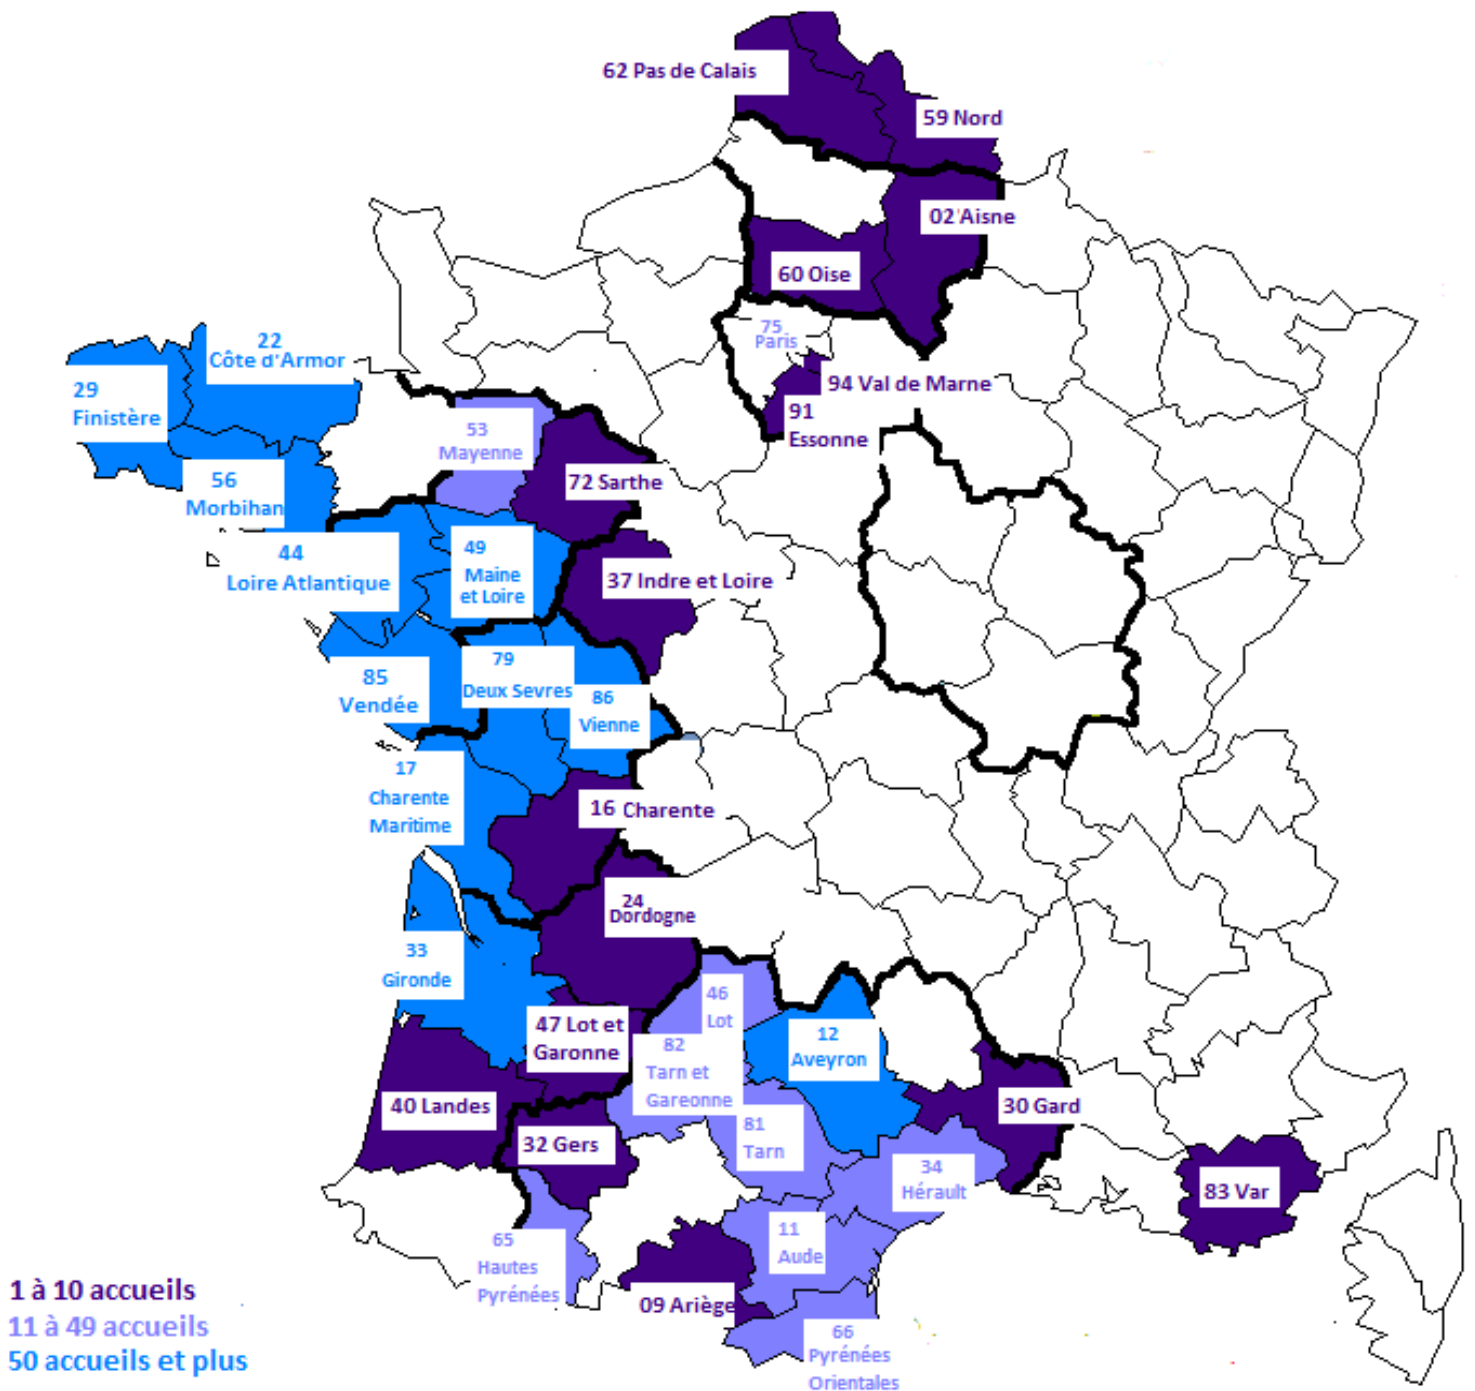 62 Pas de Calais
59 Nord
02 Aisne
60 Oise
75
Paris
94 Val de Marne
91
Essonne
22
Côte d'Armor
29
Finistère
53
Mayenne
72 Sarthe
56
Morbihan
44
Loire Atlantique
49
Maine
et Loire
37 Indre et Loire
85
Vendée
79
Deux Sevres
86
Vienne
17
Charente
Maritime
16 Charente
24
Dordogne
33
Gironde
46
Lot
47 Lot et
Garonne
82
Tarn et
Gareonne
12
Aveyron
40 Landes
30 Gard
32 Gers
81
Tarn
34
Hérault
83 Var
65
Hautes
Pyrénées
11
Aude
09 Ariège
66
Pyrénées
Orientales
1 à 10 accueils
11 à 49 accueils
50 accueils et plus